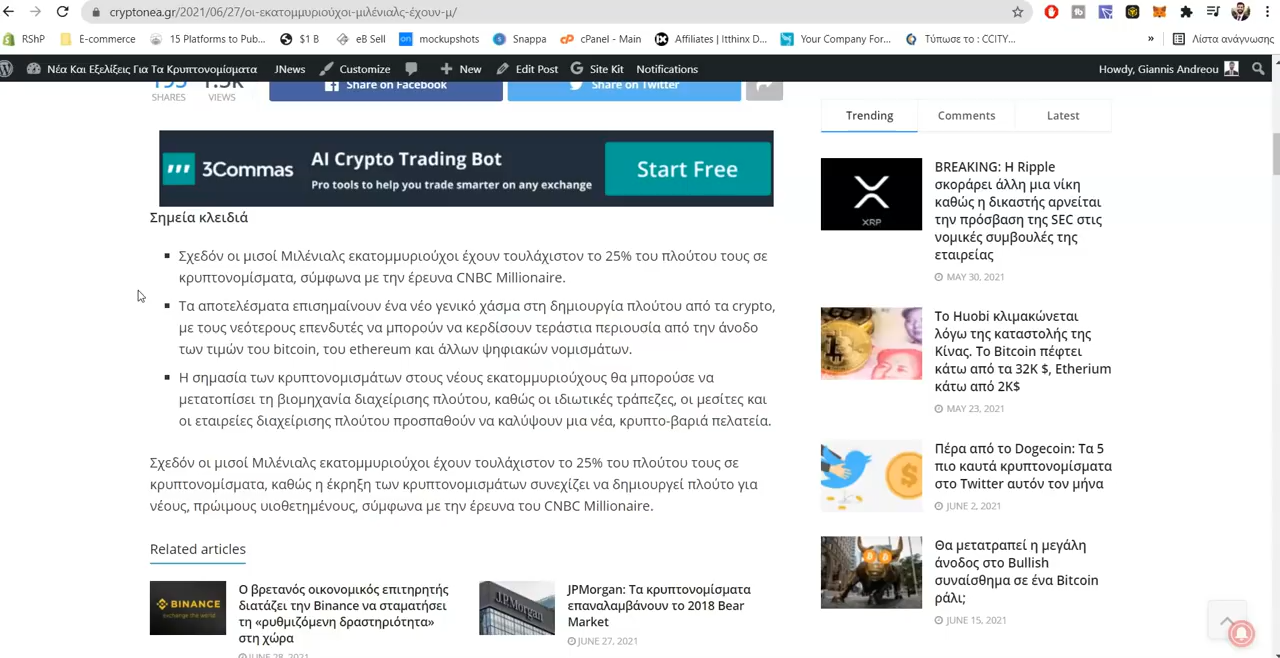 cryptonea.gr/2021/06/27/οι-εκατομμυριούχοι-μιλένιαλς-έχουν-μ/
RShP
E-commerce
15 Platforms to Pub...
$1 B
eB Sell
mockupshots
Snappa
cPanel - Main
Affiliates | Itthinx D...
Your Company For...
Τύπωσε το : CCITY...
»
Λίστα ανάγνωσης
Νέα Και Εξελίξεις Για Τα Κρυπτονομίσματα
JNews
Customize
New
Edit Post
Site Kit
Notifications
Howdy, Giannis Andreou
195
1.5k
SHARES
VIEWS
Share on Facebook
Share on Twitter
3Commas
AI Crypto Trading Bot
Pro tools to help you trade smarter on any exchange
Start Free
Σημεία κλειδιά
Σχεδόν οι μισοί Μιλένιαλς εκατομμυριούχοι έχουν τουλάχιστον το 25% του πλούτου τους σε
κρυπτονομίσματα, σύμφωνα με την έρευνα CNBC Millionaire.
Τα αποτελέσματα επισημαίνουν ένα νέο γενικό χάσμα στη δημιουργία πλούτου από τα crypto,
με τους νεότερους επενδυτές να μπορούν να κερδίσουν τεράστια περιουσία από την άνοδο
των τιμών του bitcoin, του ethereum και άλλων ψηφιακών νομισμάτων.
Η σημασία των κρυπτονομισμάτων στους νέους εκατομμυριούχους θα μπορούσε να
μετατοπίσει τη βιομηχανία διαχείρισης πλούτου, καθώς οι ιδιωτικές τράπεζες, οι μεσίτες και
οι εταιρείες διαχείρισης πλούτου προσπαθούν να καλύψουν μια νέα, κρυπτο-βαριά πελατεία.
Σχεδόν οι μισοί Μιλένιαλς εκατομμυριούχοι έχουν τουλάχιστον το 25% του πλούτου τους σε
κρυπτονομίσματα, καθώς η έκρηξη των κρυπτονομισμάτων συνεχίζει να δημιουργεί πλούτο για
νέους, πρώιμους υιοθετημένους, σύμφωνα με την έρευνα του CNBC Millionaire.
Related articles
BINANCE
exchange the world
Ο βρετανός οικονομικός επιτηρητής
διατάζει την Binance να σταματήσει
τη «ρυθμιζόμενη δραστηριότητα»
στη χώρα
JUNE 28, 2021
J.P.Morgan
JPMorgan: Τα κρυπτονομίσματα
επαναλαμβάνουν το 2018 Bear
Market
JUNE 27, 2021
Trending
Comments
Latest
XRP
BREAKING: Η Ripple
σκοράρει άλλη μια νίκη
καθώς η δικαστής αρνείται
την πρόσβαση της SEC στις
νομικές συμβουλές της
εταιρείας
MAY 30, 2021
Το Huobi κλιμακώνεται
λόγω της καταστολής της
Κίνας. Το Bitcoin πέφτει
κάτω από τα 32K $, Etherium
κάτω από 2K$
MAY 23, 2021
Πέρα από το Dogecoin: Τα 5
πιο καυτά κρυπτονομίσματα
στο Twitter αυτόν τον μήνα
JUNE 2, 2021
Θα μετατραπεί η μεγάλη
άνοδος στο Bullish
συναίσθημα σε ένα Bitcoin
ράλι;
JUNE 15, 2021